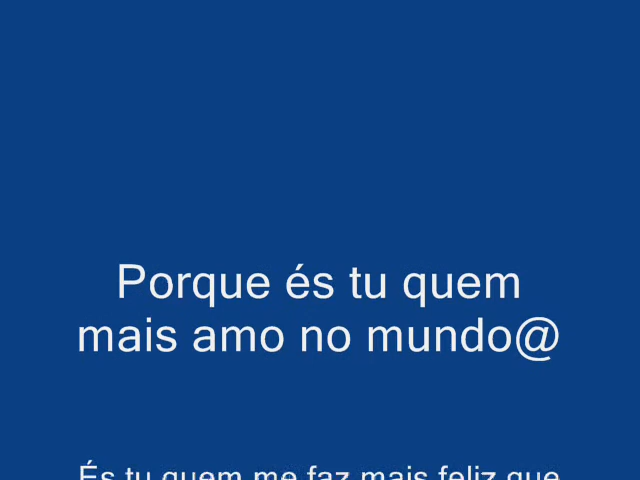 Porque és tu quem
mais amo no mundo@
És tu quem me faz mais feliz que